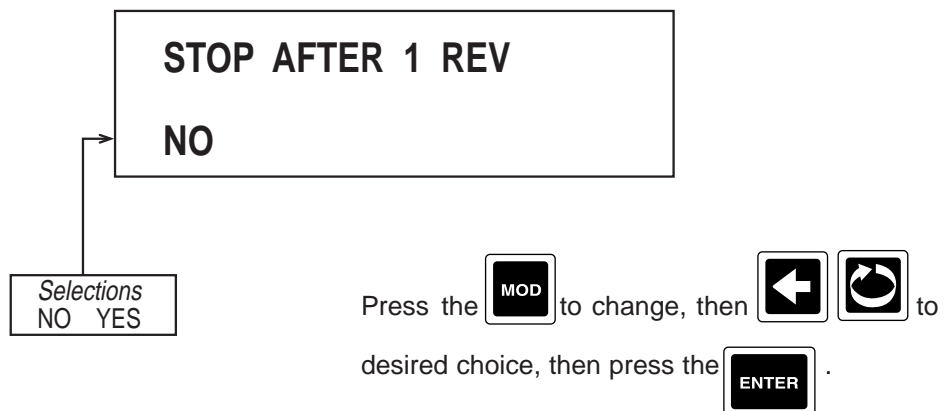 STOP AFTER 1 REV
NO
Selections
NO YES
Press the MOD to change, then to
desired choice, then press the ENTER .